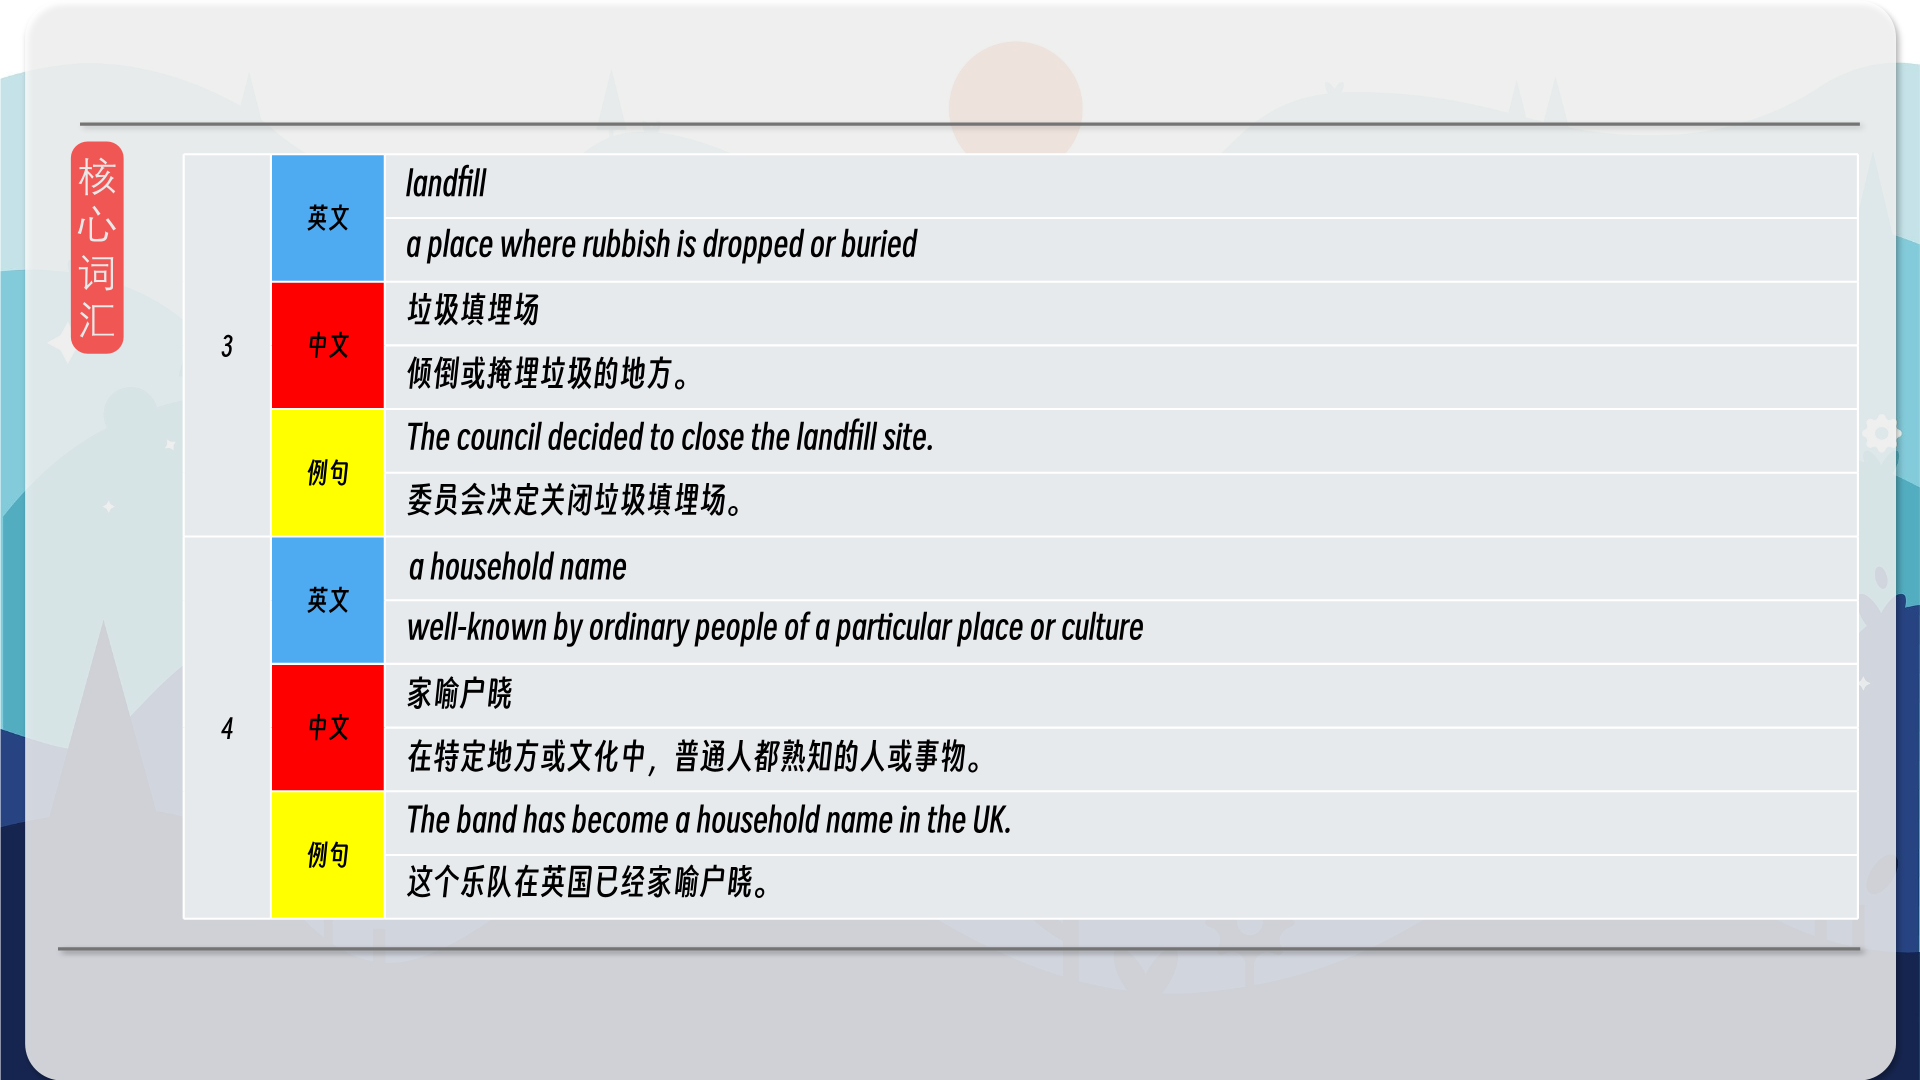 核
心
词
汇
3
英文
landfill
a place where rubbish is dropped or buried
中文
垃圾填埋场
倾倒或掩埋垃圾的地方。
例句
The council decided to close the landfill site.
委员会决定关闭垃圾填埋场。
4
英文
a household name
well-known by ordinary people of a particular place or culture
中文
家喻户晓
在特定地方或文化中，普通人都熟知的人或事物。
例句
The band has become a household name in the UK.
这个乐队在英国已经家喻户晓。